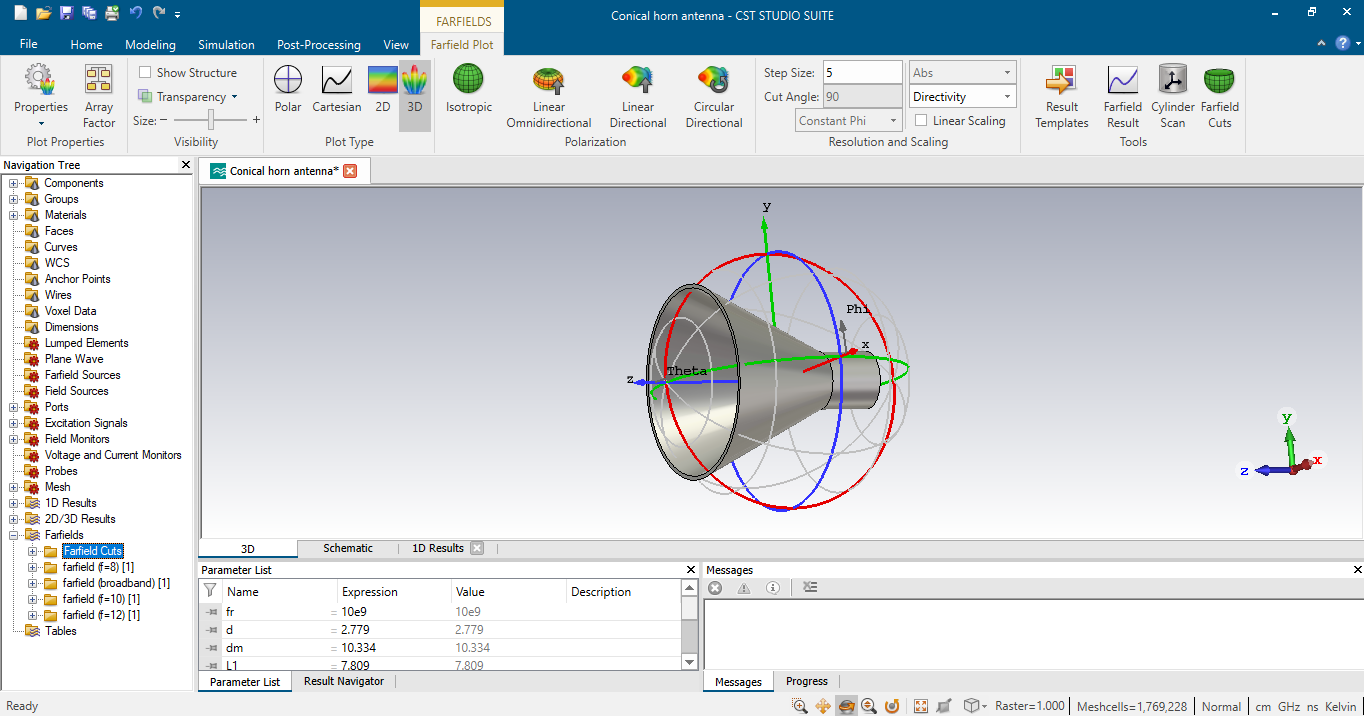 Conical horn antenna - CST STUDIO SUITE
FARFIELDS
File Home Modeling Simulation Post-Processing View Farfield Plot
Properties
Array Factor
Show Structure
Transparency
Size:
Plot Properties
Visibility
Polar
Cartesian
2D
3D
Plot Type
Isotropic
Linear Omnidirectional
Linear Directional
Circular Directional
Polarization
Step Size: 5
Cut Angle: 90
Constant Phi
Abs
Directivity
Linear Scaling
Resolution and Scaling
Result Templates
Farfield Result
Cylinder Scan
Farfield Cuts
Tools
Navigation Tree
Components
Groups
Materials
Faces
Curves
WCS
Anchor Points
Wires
Voxel Data
Dimensions
Lumped Elements
Plane Wave
Farfield Sources
Field Sources
Ports
Excitation Signals
Field Monitors
Voltage and Current Monitors
Probes
Mesh
1D Results
2D/3D Results
Farfields
Farfield Cuts
farfield (f=8) [1]
farfield (broadband) [1]
farfield (f=10) [1]
farfield (f=12) [1]
Tables
Conical horn antenna*
y
Phi
x
Theta
z
y
z
x
3D Schematic 1D Results
Parameter List
Name Expression Value Description
fr = 10e9 10e9
d = 2.779 2.779
dm = 10.334 10.334
L1 = 7.809 7.809
Parameter List Result Navigator
Messages
Messages Progress
Ready
Raster=1.000 Meshcells=1,769,228 Normal cm GHz ns Kelvin